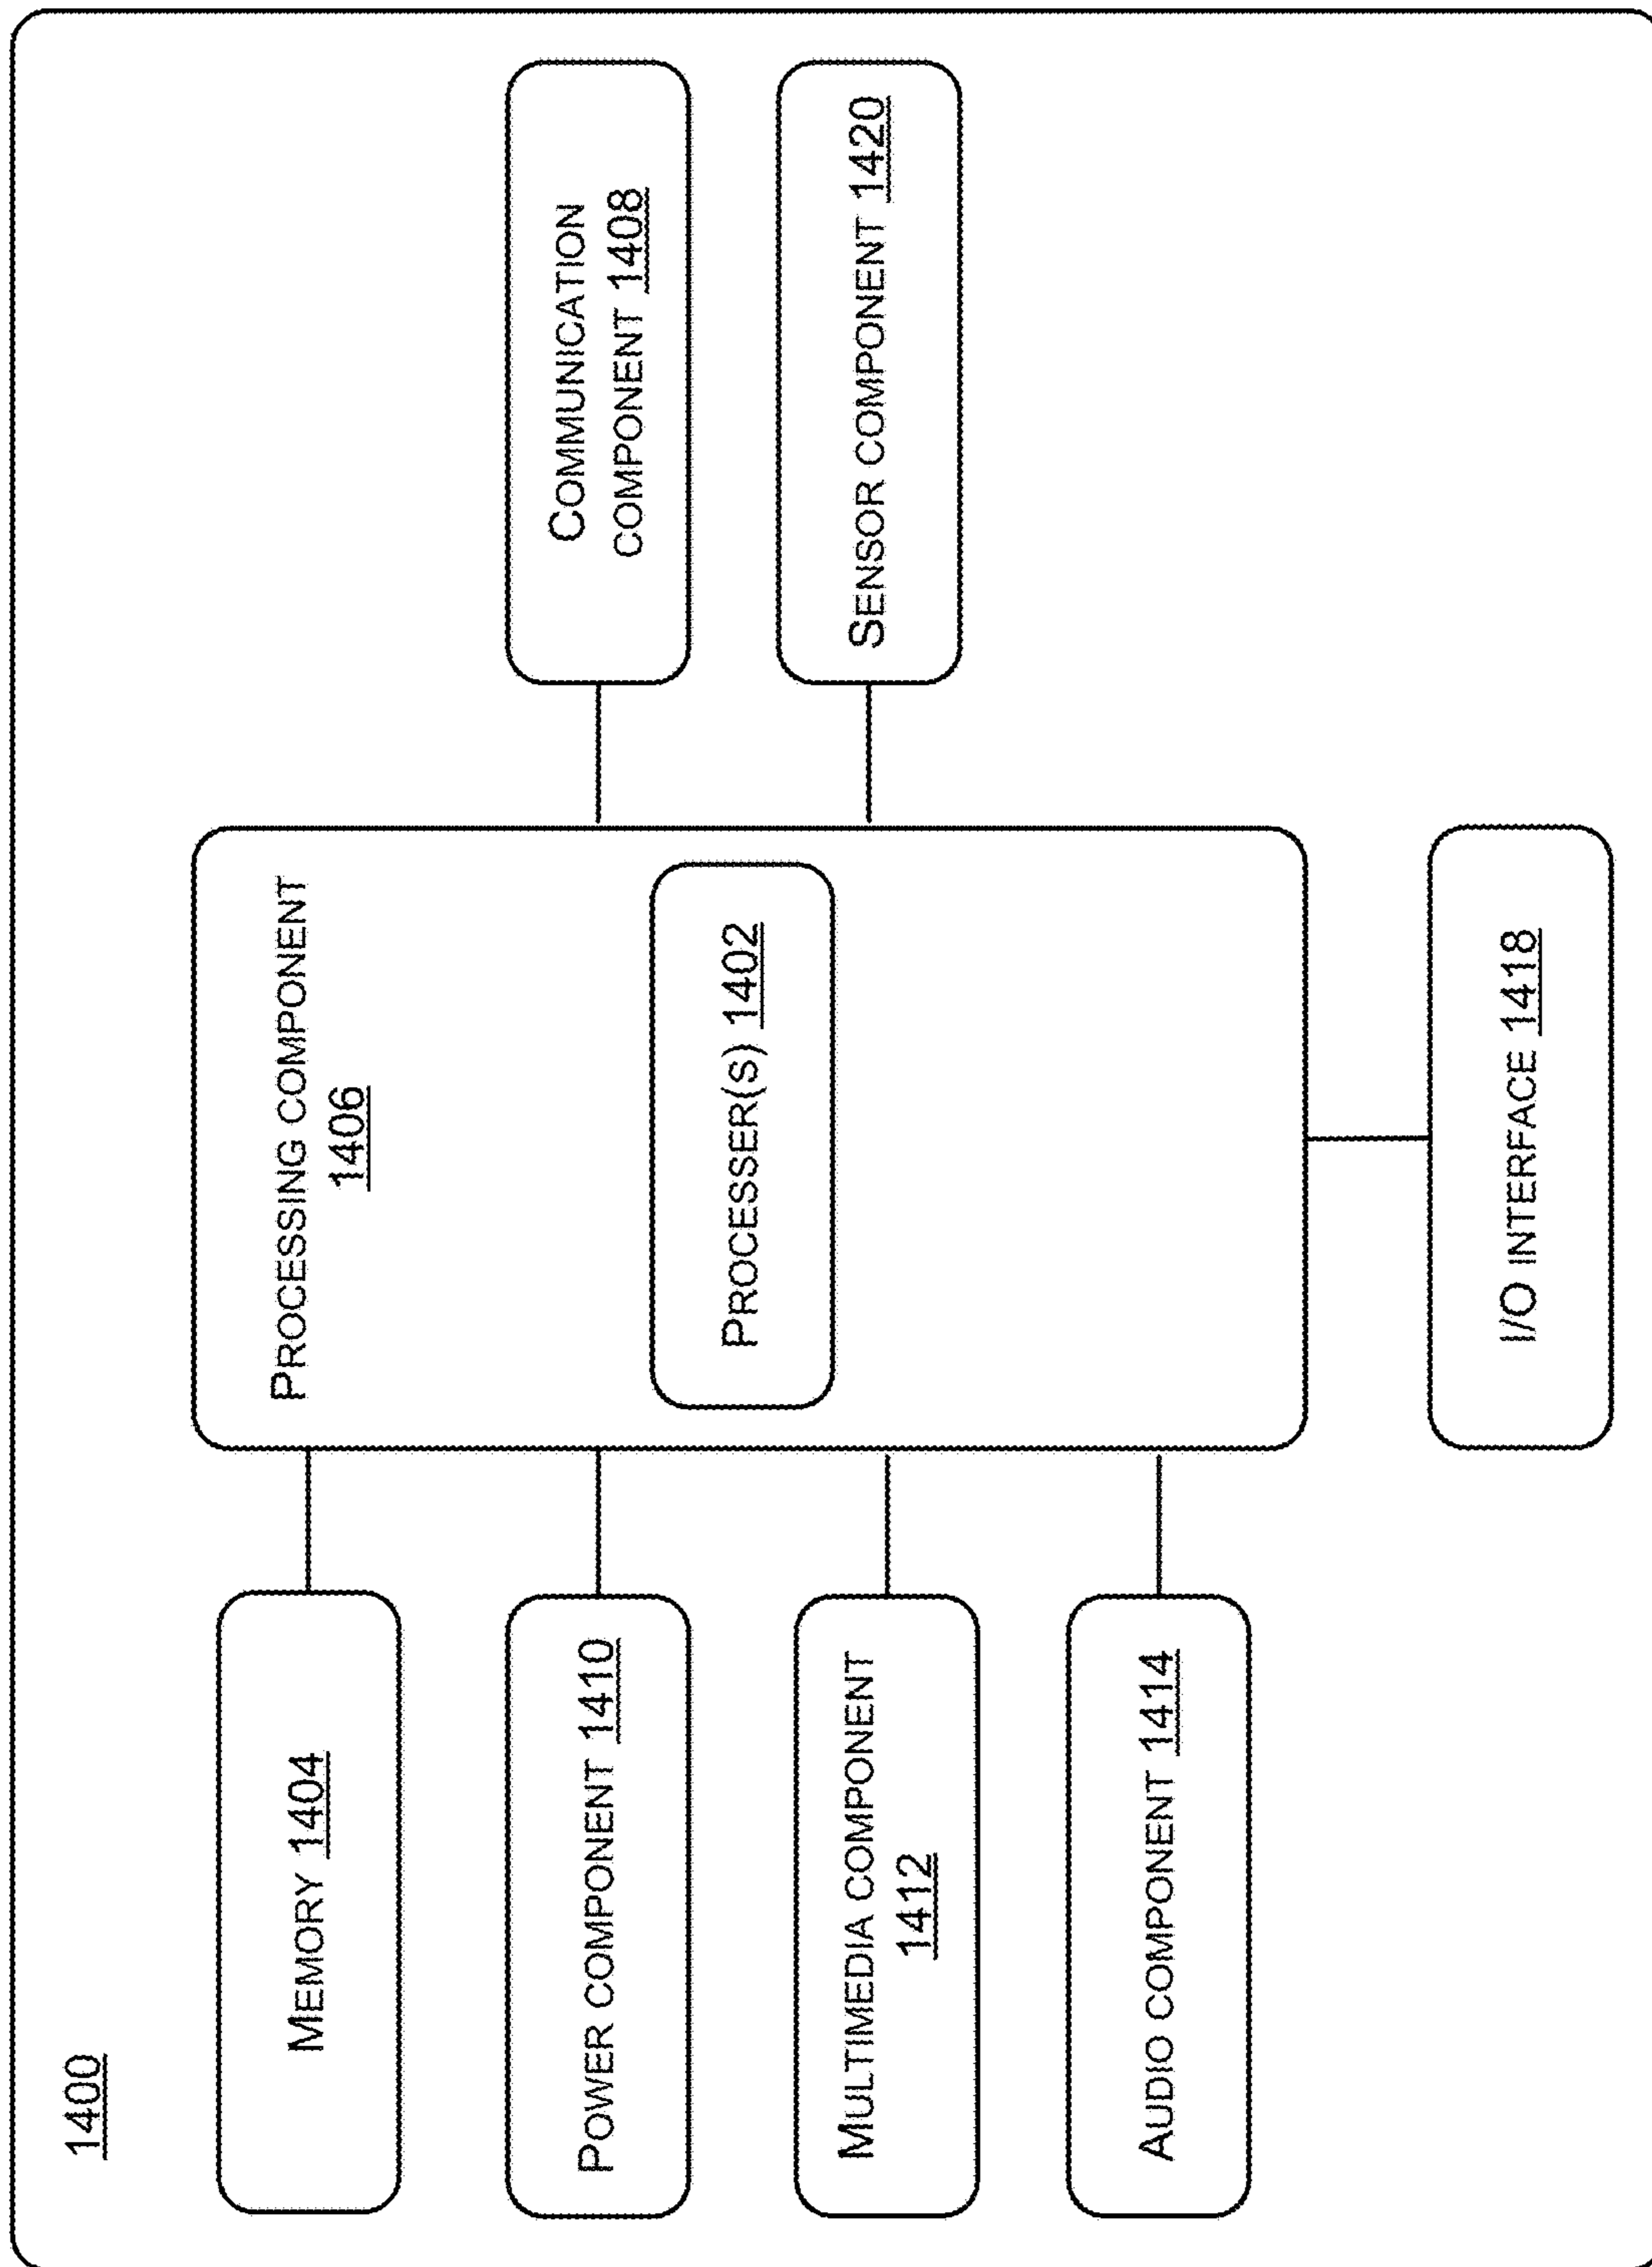 1400
MEMORY 1404
POWER COMPONENT 1410
MULTIMEDIA COMPONENT
1412
AUDIO COMPONENT 1414
PROCESSING COMPONENT
1406
PROCESSER(S) 1402
I/O INTERFACE 1418
COMMUNICATION
COMPONENT 1408
SENSOR COMPONENT 1420